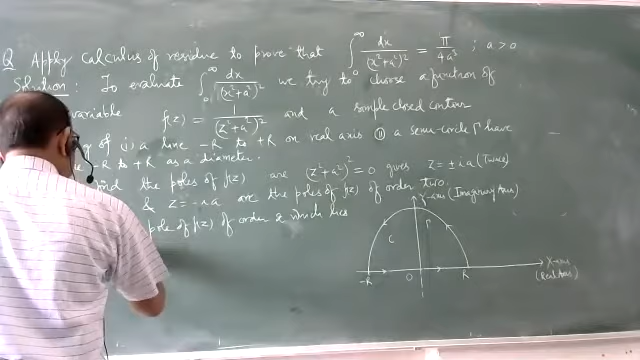 Q Apply Calculus of residue to prove that ∫₀^∞ dx/(x²+a²)² = π/4a³ ; a>0
Solution: To evaluate ∫₀^∞ dx/(x²+a²)² we try to choose a function of
variable f(z) = 1/(z²+a²)² and a simple closed contour
of (i) a line -R to +R on real axis (ii) a semi-circle Γ have
-R to +R as a diameter.
find the poles of f(z) are (z²+a²)² = 0 gives z = ±ia (Twice)
& z = -ia are the poles of f(z) of order two.
pole of f(z) of order 2 which lies
Y-axis (Imaginary Axis)
C Γ
-R O R X-axis
(Real Axis)